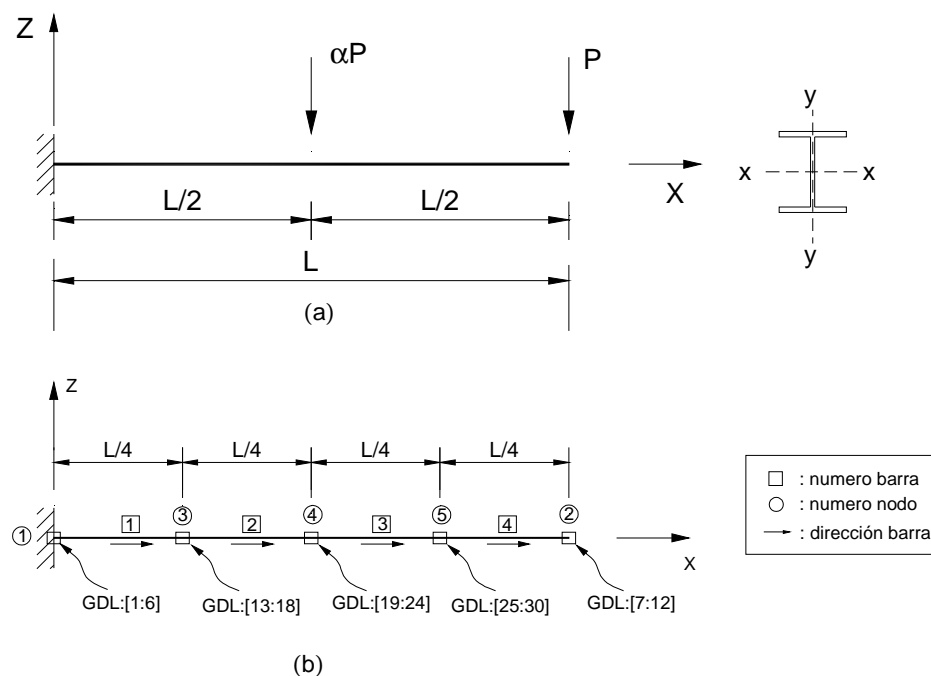 Z
αP
P
X
L/2
L/2
L
(a)
y
x
x
y
Z
L/4
L/4
L/4
L/4
1
1
3
2
4
3
5
4
2
X
GDL:[1:6]
GDL:[13:18]
GDL:[19:24]
GDL:[25:30]
GDL:[7:12]
(b)
: numero barra
: numero nodo
: dirección barra